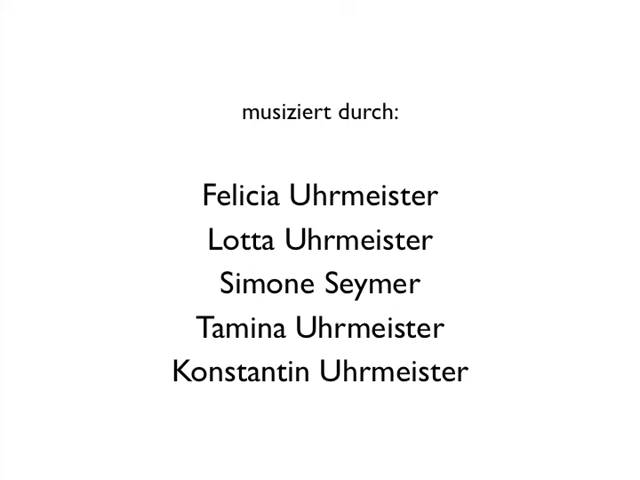 musiziert durch:
Felicia Uhrmeister
Lotta Uhrmeister
Simone Seymer
Tamina Uhrmeister
Konstantin Uhrmeister